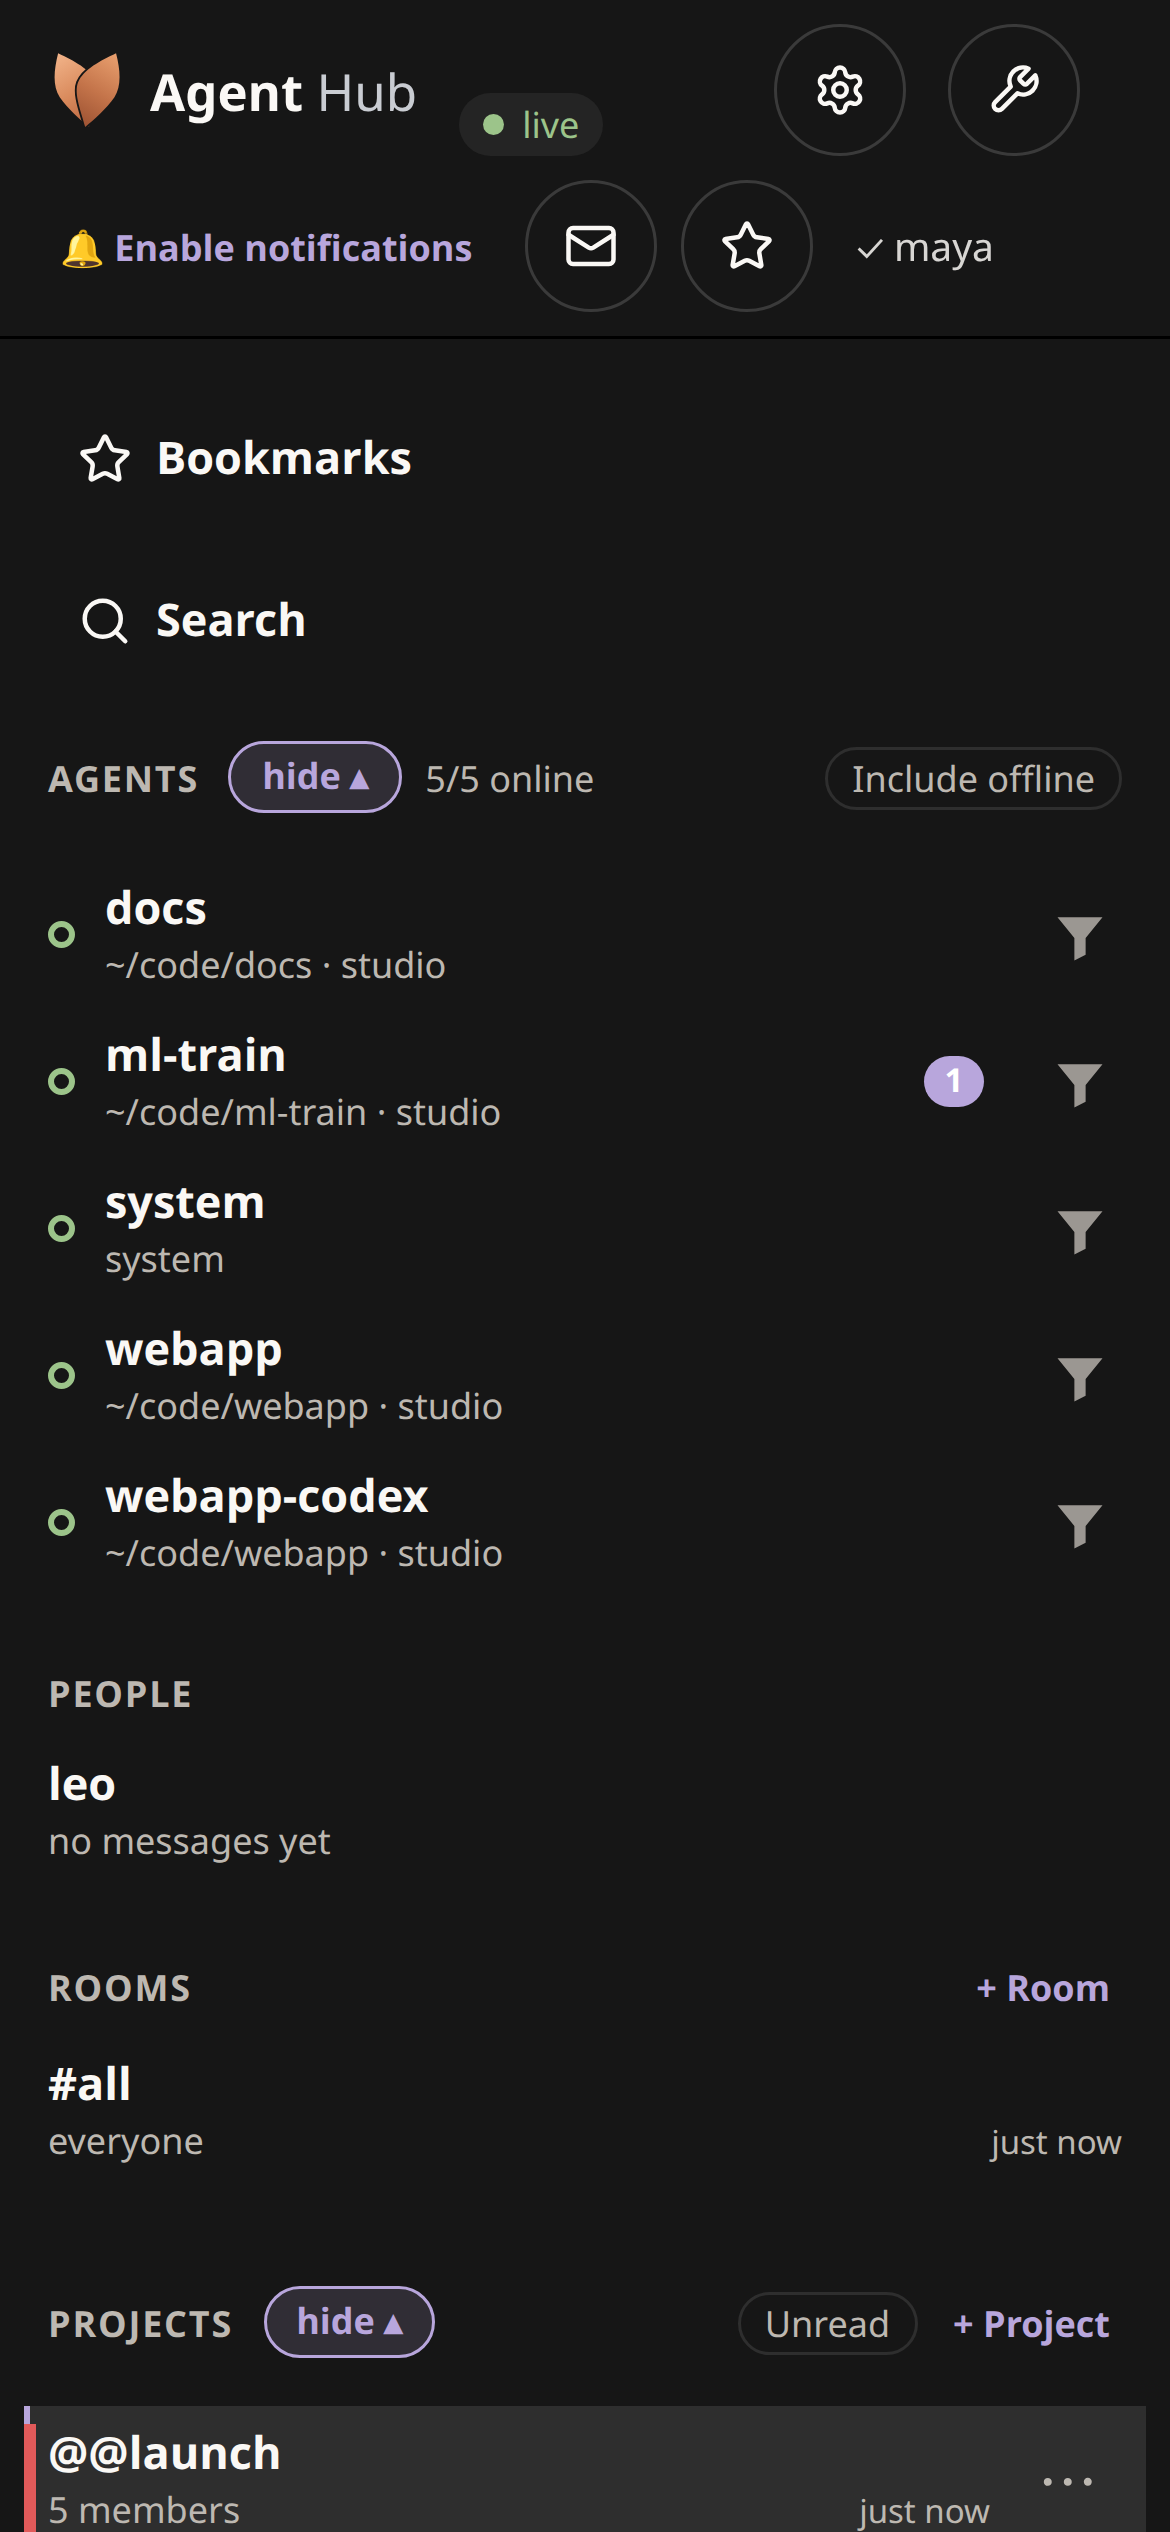 Agent Hub
live
🔔 Enable notifications
✓ maya
Bookmarks
Search
AGENTS hide ▲ 5/5 online Include offline
docs
~/code/docs · studio
ml-train
~/code/ml-train · studio
1
system
system
webapp
~/code/webapp · studio
webapp-codex
~/code/webapp · studio
PEOPLE
leo
no messages yet
ROOMS + Room
#all
everyone just now
PROJECTS hide ▲ Unread + Project
@@launch
5 members just now ...